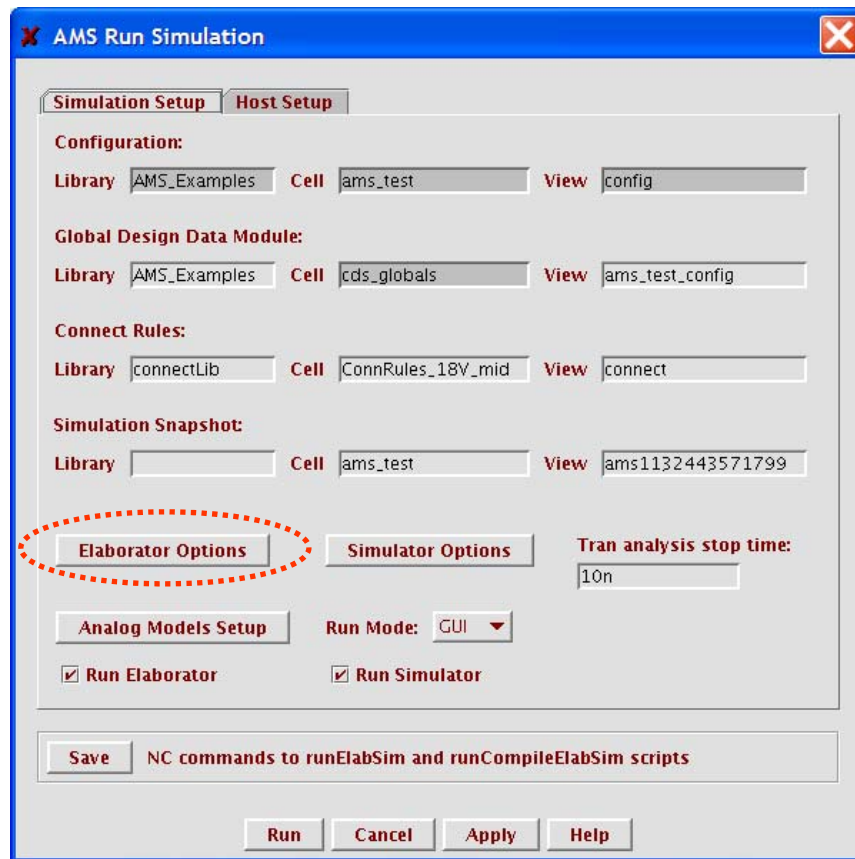 AMS Run Simulation
Simulation Setup Host Setup
Configuration:
Library AMS_Examples Cell ams_test View config
Global Design Data Module:
Library AMS_Examples Cell cds_globals View ams_test_config
Connect Rules:
Library connectLib Cell ConnRules_18V_mid View connect
Simulation Snapshot:
Library Cell ams_test View ams1132443571799
Elaborator Options Simulator Options Tran analysis stop time:
10n
Analog Models Setup Run Mode: GUI
Run Elaborator Run Simulator
Save NC commands to runElabSim and runCompileElabSim scripts
Run Cancel Apply Help